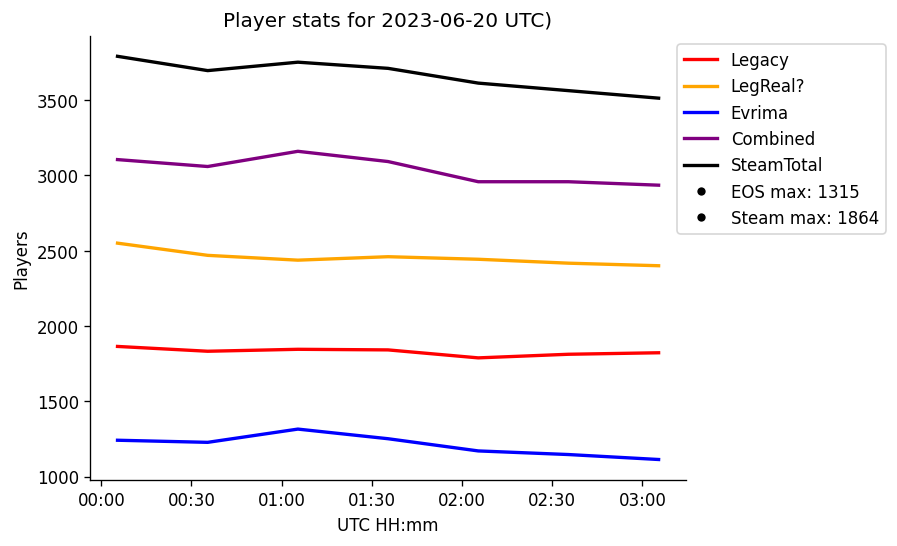 Player stats for 2023-06-20 UTC)
Legacy
LegReal?
Evrima
Combined
SteamTotal
EOS max: 1315
Steam max: 1864
Players
3500
3000
2500
2000
1500
1000
00:00 00:30 01:00 01:30 02:00 02:30 03:00
UTC HH:mm